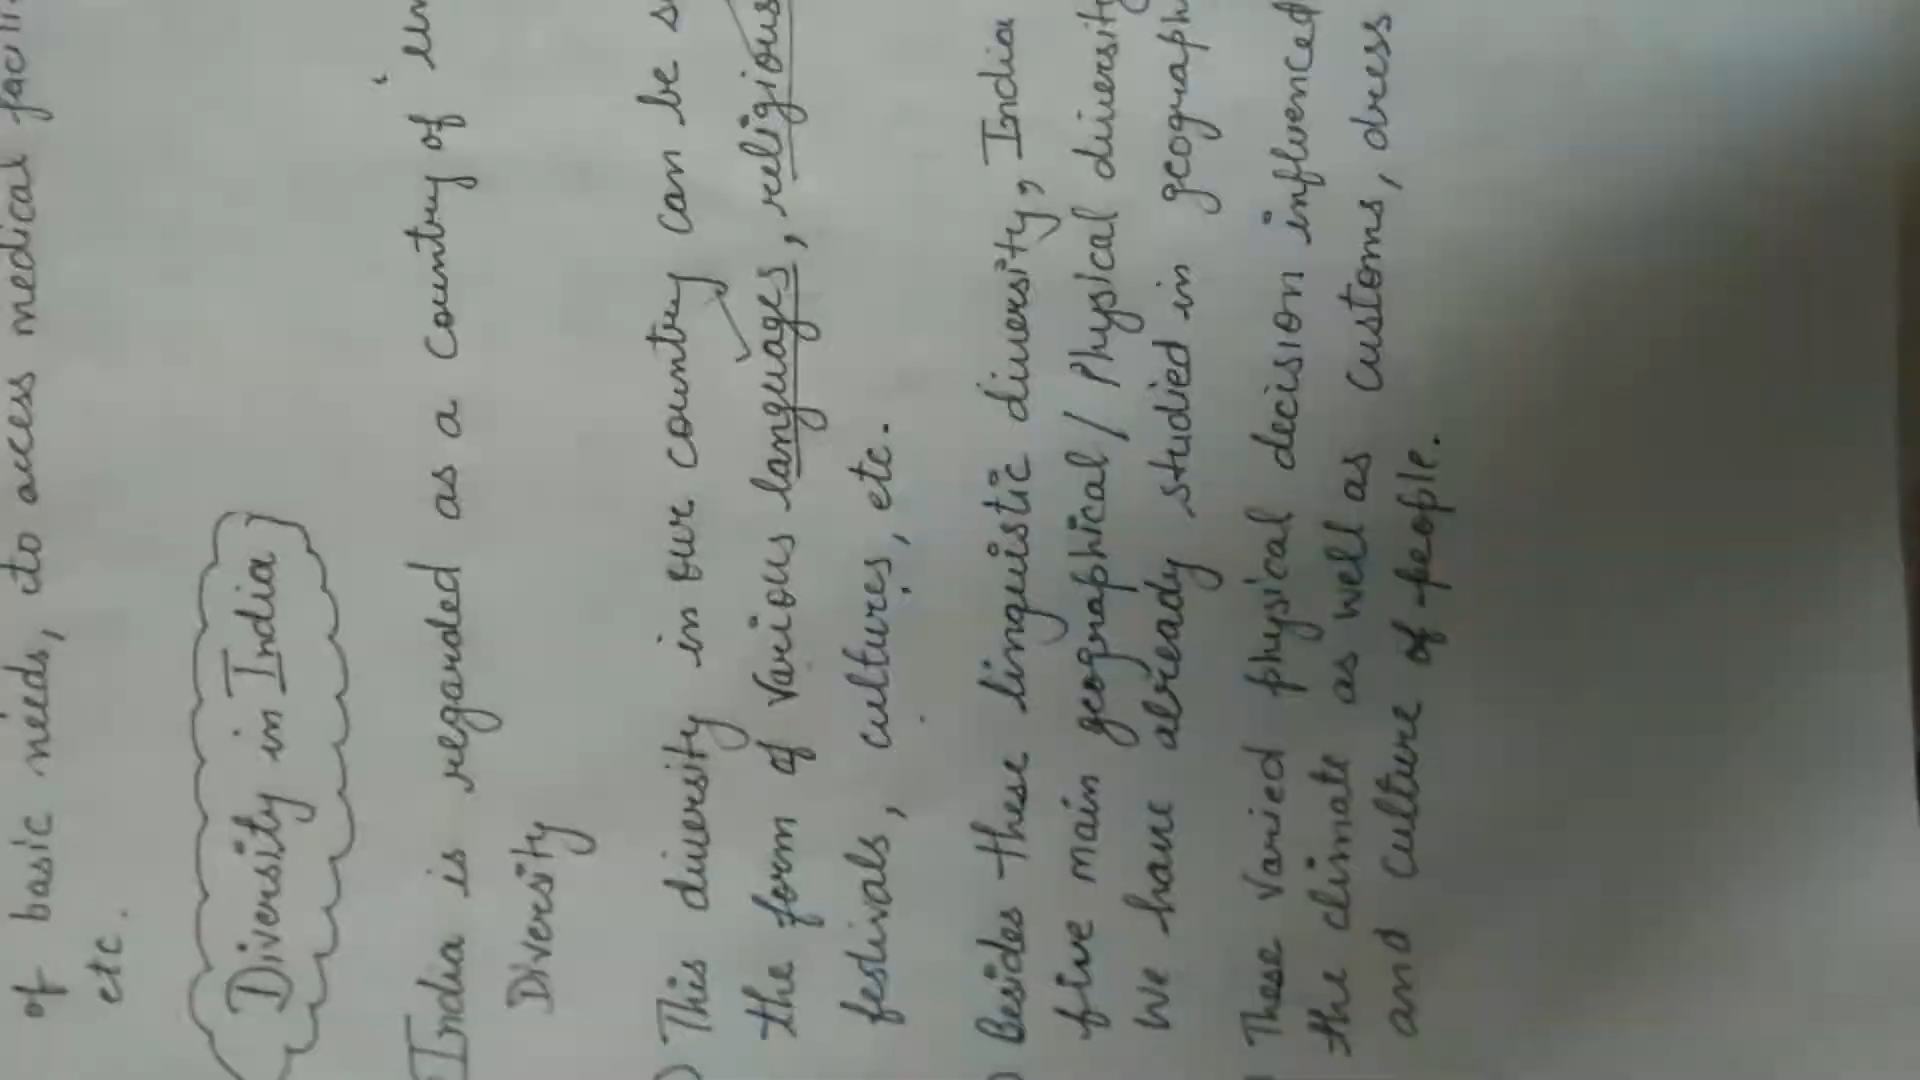 of basic needs, to access medical
etc.
Diversity in India
India is regarded as a country of
Diversity
) This diversity in our country can be
the form of various languages, religious
festivals, cultures, etc.
) Besides these linguistic diversity, India
five main geographical / Physical
We have already studied in
These varied physical decision influenced
the climate as well as customs, dress
and culture of people.